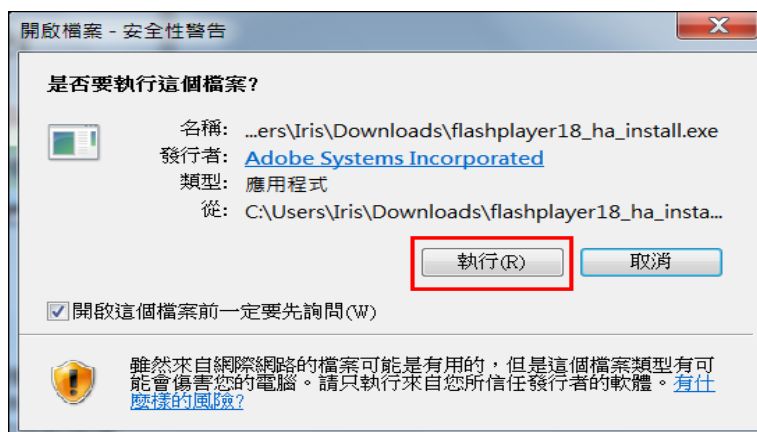 開啟檔案 - 安全性警告
是否要執行這個檔案?
名稱: ...ers\Iris\Downloads\flashplayer18_ha_install.exe
發行者: Adobe Systems Incorporated
類型: 應用程式
從: C:\Users\Iris\Downloads\flashplayer18_ha_insta...
執行(R) 取消
開啟這個檔案前一定要先詢問(W)
雖然來自網際網路的檔案可能是有用的，但是這個檔案類型有可
能會傷害您的電腦。請只執行來自您所信任發行者的軟體。有什
麼樣的風險?